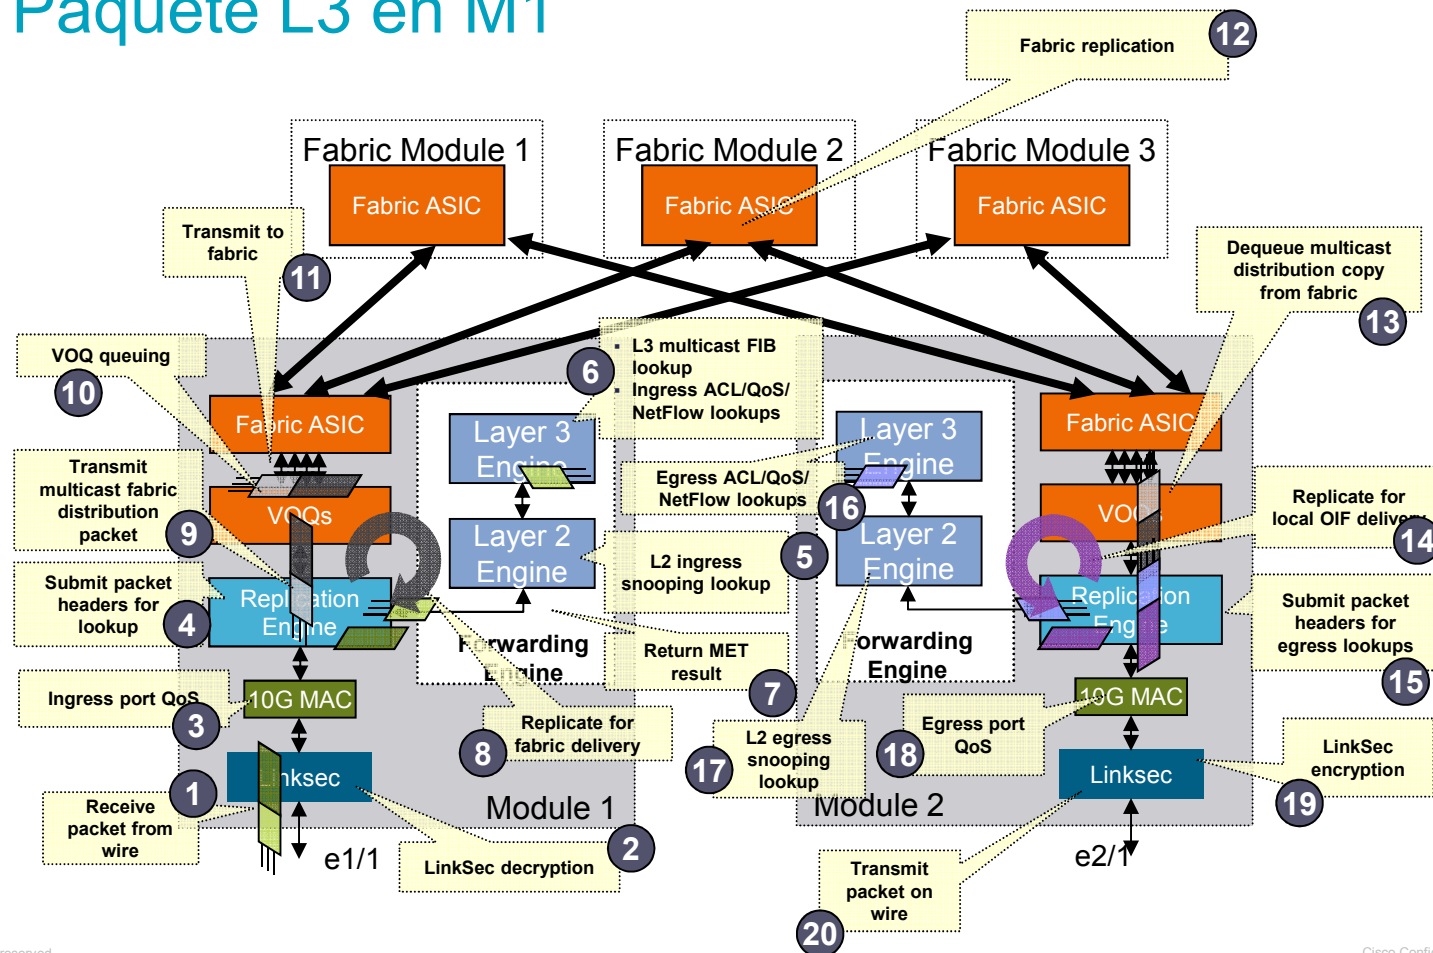 Paquete L3 en M1
Fabric replication
12
Fabric Module 1
Fabric Module 2
Fabric Module 3
Fabric ASIC
Fabric ASIC
Fabric ASIC
Transmit to
fabric
11
Dequeue multicast
distribution copy
from fabric
13
VOQ queuing
10
6
▪ L3 multicast FIB
lookup
▪ Ingress ACL/QoS/
NetFlow lookups
Fabric ASIC
Layer 3
Engine
Layer 3
Engine
Fabric ASIC
Transmit
multicast fabric
distribution
packet
9
VOQs
Egress ACL/QoS/
NetFlow lookups
16
VOQs
Replicate for
local OIF delivery
14
Layer 2
Engine
L2 ingress
snooping lookup
5
Layer 2
Engine
Submit packet
headers for
lookup
4
Replication
Engine
Replication
Engine
Submit packet
headers for
egress lookups
15
Forwarding
Engine
Return MET
result
7
Forwarding
Engine
Ingress port QoS
3
10G MAC
Replicate for
fabric delivery
8
L2 egress
snooping
lookup
17
Egress port
QoS
18
10G MAC
LinkSec
encryption
19
Linksec
Linksec
1
Receive
packet from
wire
Module 1
Module 2
e1/1
LinkSec decryption
2
Transmit
packet on
wire
20
e2/1
reserved
Cisco Confi